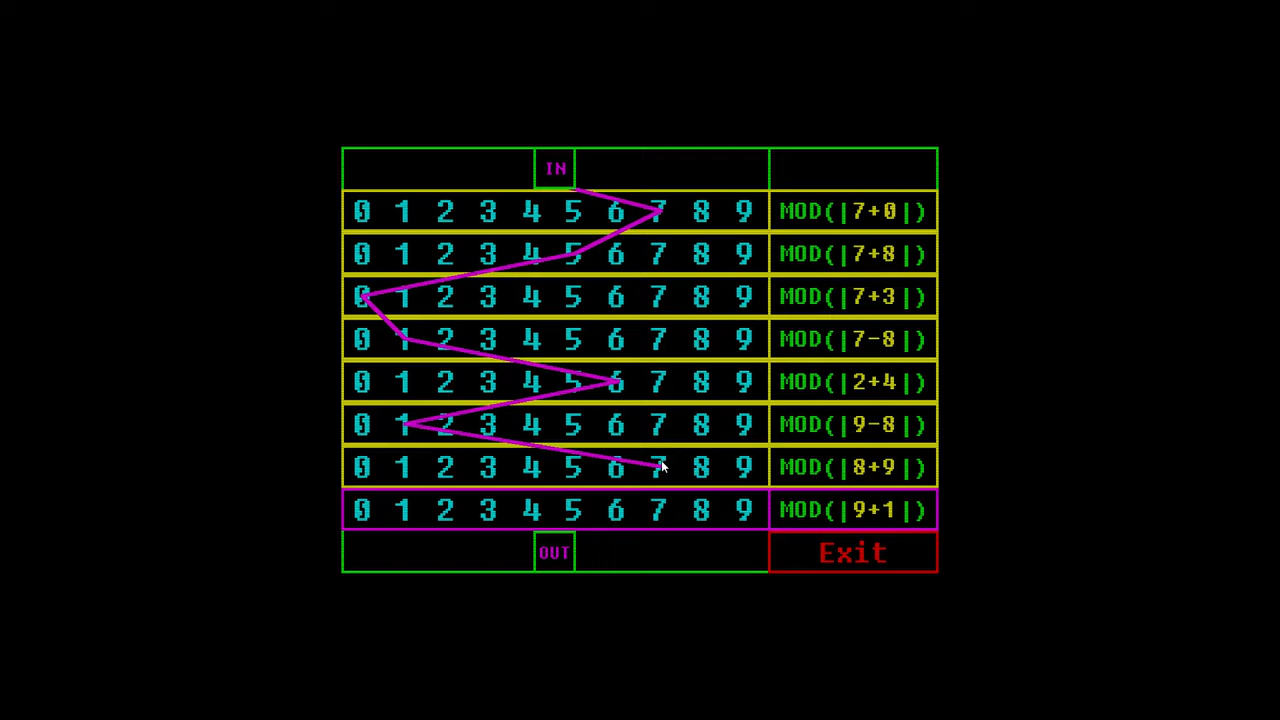 IN
0 1 2 3 4 5 6 7 8 9 MOD(|7+0|)
0 1 2 3 4 5 6 7 8 9 MOD(|7+8|)
0 1 2 3 4 5 6 7 8 9 MOD(|7+3|)
0 1 2 3 4 5 6 7 8 9 MOD(|7-8|)
0 1 2 3 4 5 6 7 8 9 MOD(|2+4|)
0 1 2 3 4 5 6 7 8 9 MOD(|9-8|)
0 1 2 3 4 5 6 7 8 9 MOD(|8+9|)
0 1 2 3 4 5 6 7 8 9 MOD(|9+1|)
OUT Exit